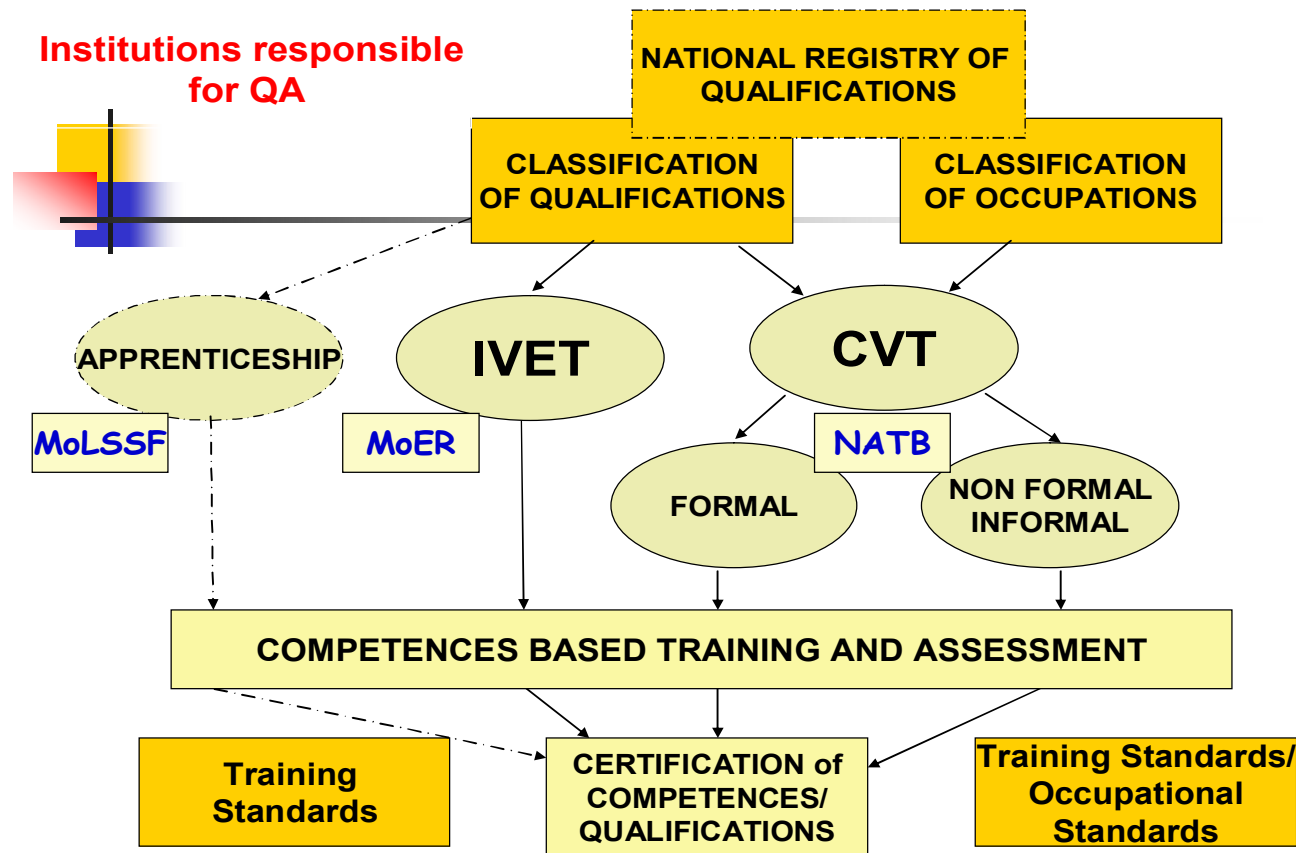 Institutions responsible
for QA
NATIONAL REGISTRY OF
QUALIFICATIONS
CLASSIFICATION
OF QUALIFICATIONS
CLASSIFICATION
OF OCCUPATIONS
APPRENTICESHIP
IVET
CVT
MoLSSF
MoER
NATB
FORMAL
NON FORMAL
INFORMAL
COMPETENCES BASED TRAINING AND ASSESSMENT
Training
Standards
CERTIFICATION of
COMPETENCES/
QUALIFICATIONS
Training Standards/
Occupational
Standards